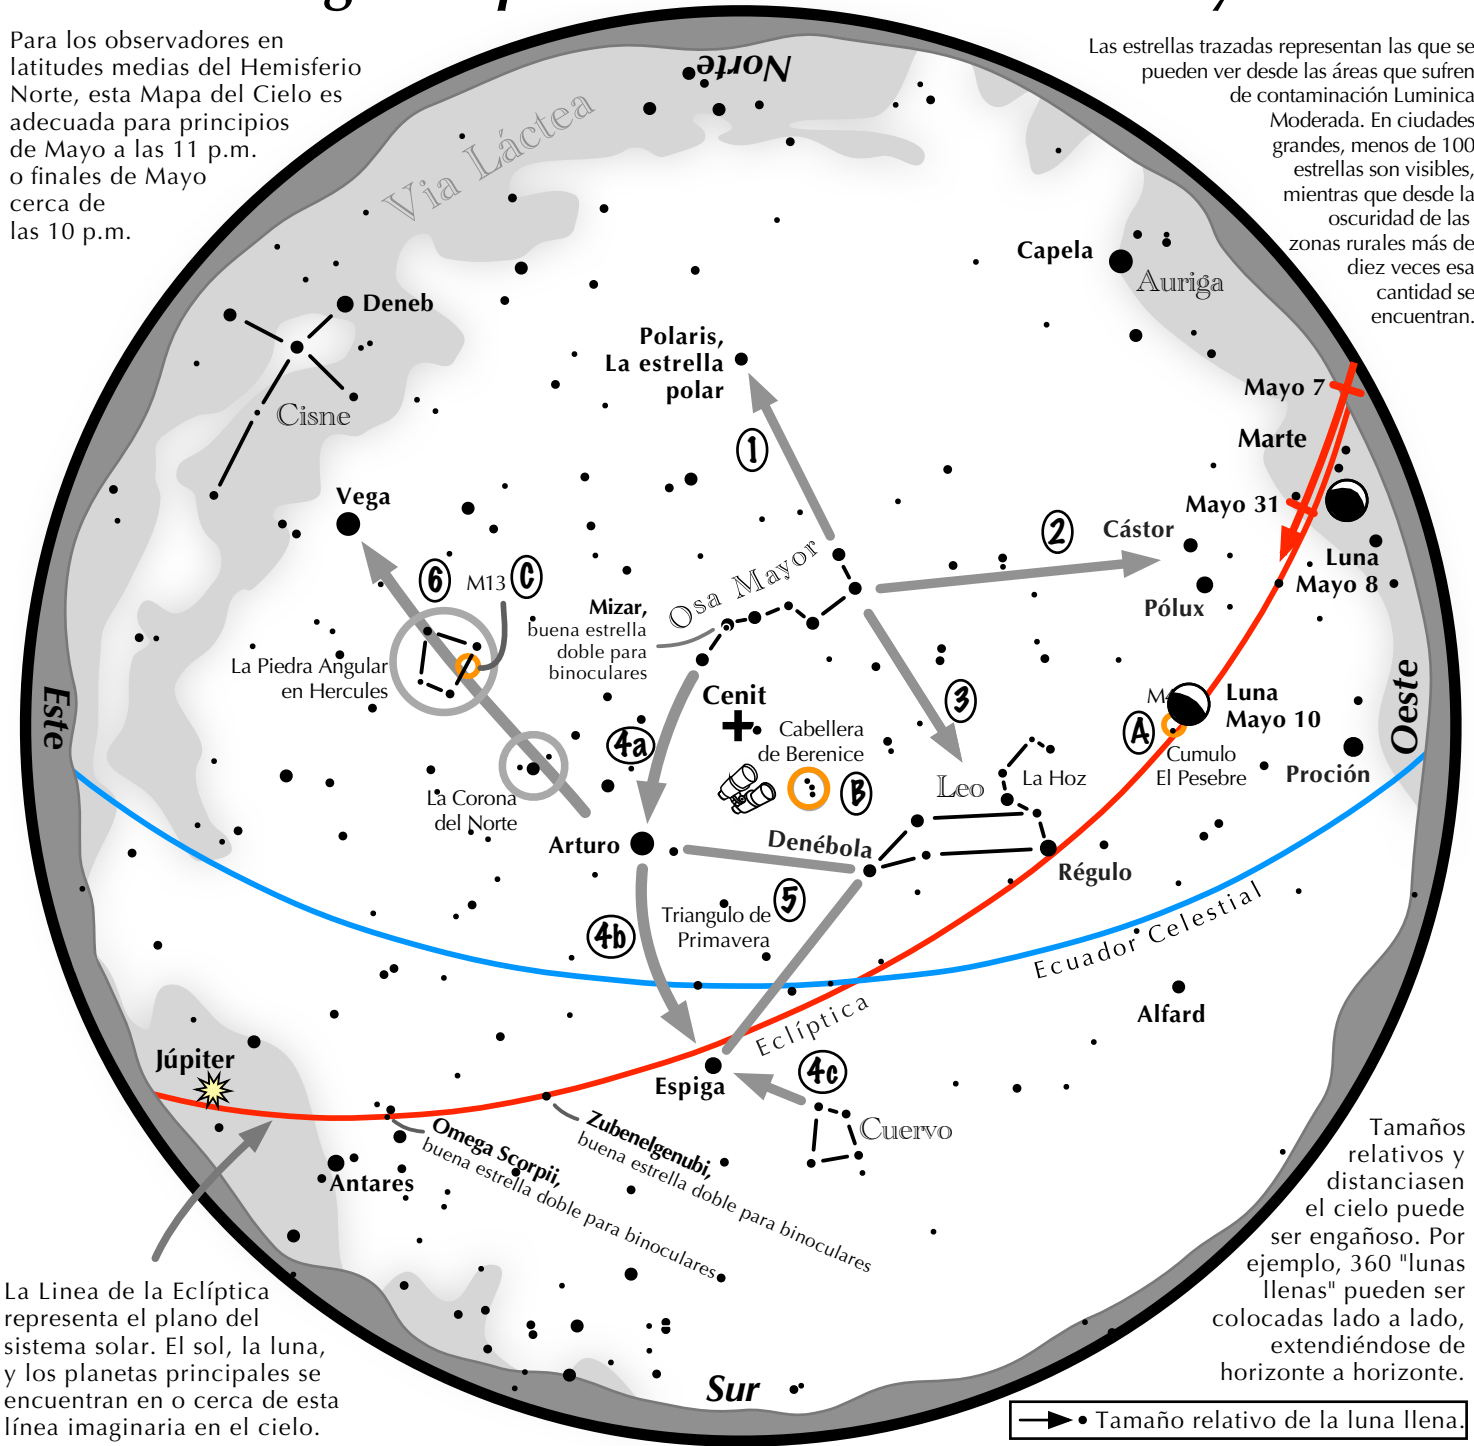 Para los observadores en
latitudes medias del Hemisferio
Norte, esta Mapa del Cielo es
adecuada para principios
de Mayo a las 11 p.m.
o finales de Mayo
cerca de
las 10 p.m.
Las estrellas trazadas representan las que se
pueden ver desde las áreas que sufren
de contaminación Luminica
Moderada. En ciudades
grandes, menos de 100
estrellas son visibles,
mientras que desde la
oscuridad de las
zonas rurales más de
diez veces esa
cantidad se
encuentran.
Norte
Via Láctea
Capela
Auriga
Deneb
Cisne
Polaris,
La estrella
polar
1
Mayo 7
Marte
Mayo 31
Luna
Mayo 8
Vega
2
Cástor
Pólux
Osa Mayor
6
M13
C
Mizar,
buena estrella
doble para
binoculares
La Piedra Angular
en Hercules
Este
Oeste
Cenit
3
Luna
Mayo 10
A
Cumulo
El Pesebre
Proción
4a
Cabellera
de Berenice
B
Leo
La Hoz
La Corona
del Norte
Arturo
Denébola
Régulo
5
Triangulo de
Primavera
4b
Ecuador Celestial
Eclíptica
Alfard
Júpiter
Espiga
4c
Cuervo
Omega Scorpii,
buena estrella doble para binoculares
Zubenelgenubi,
buena estrella doble para binoculares
Antares
Sur
La Linea de la Eclíptica
representa el plano del
sistema solar. El sol, la luna,
y los planetas principales se
encuentran en o cerca de esta
línea imaginaria en el cielo.
Tamaños
relativos y
distanciasen
el cielo puede
ser engañoso. Por
ejemplo, 360 "lunas
llenas" pueden ser
colocadas lado a lado,
extendiéndose de
horizonte a horizonte.
Tamaño relativo de la luna llena.